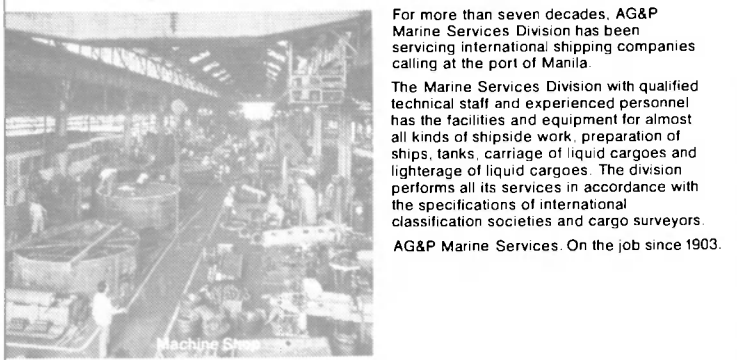 For more than seven decades, AG&P
Marine Services Division has been
servicing international shipping companies
calling at the port of Manila.
The Marine Services Division with qualified
technical staff and experienced personnel
has the facilities and equipment for almost
all kinds of shipside work, preparation of
ships, tanks, carriage of liquid cargoes and
lighterage of liquid cargoes. The division
performs all its services in accordance with
the specifications of international
classification societies and cargo surveyors.
AG&P Marine Services. On the job since 1903.
Machine Shop